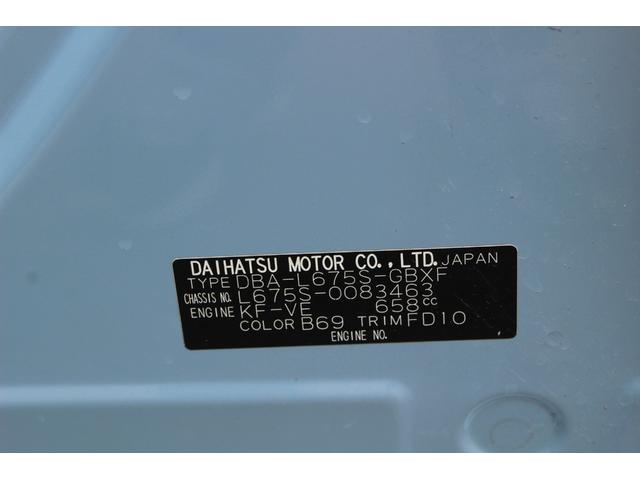 DAIHATSU MOTOR CO.,LTD. JAPAN
TYPE DBA-L675S-GBXF
CHASSIS NO. L675S-0083463
ENGINE KF-VE 658cc
COLOR B69 TRIM FD10
ENGINE NO.